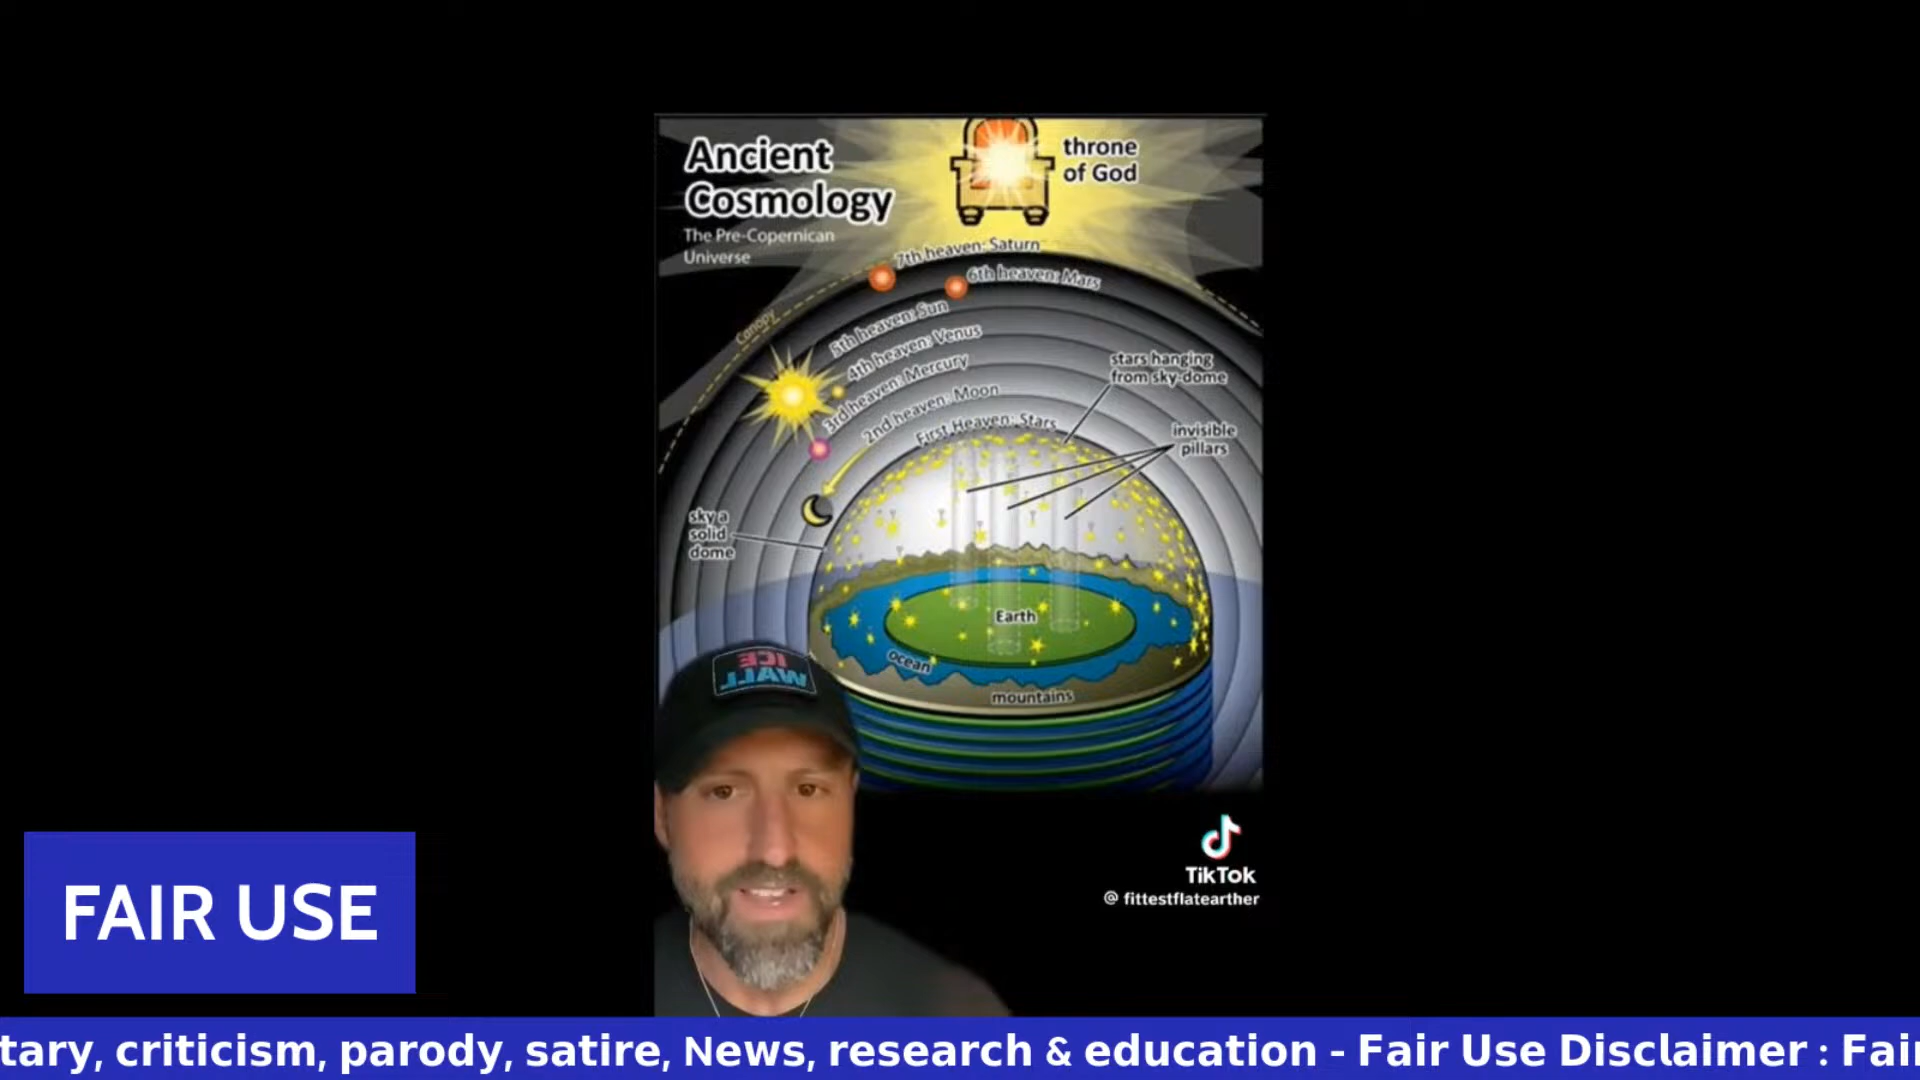 Ancient
Cosmology
The Pre-Copernican
Universe
throne
of God
7th heaven: Saturn
6th heaven: Mars
Canopy
5th heaven: Sun
4th heaven: Venus
3rd heaven: Mercury
2nd heaven: Moon
First Heaven: Stars
stars hanging
from sky-dome
invisible
pillars
sky a
solid
dome
Earth
ocean
mountains
ICE
WALL
TikTok
@ fittestflatearther
FAIR USE
tary, criticism, parody, satire, News, research & education - Fair Use Disclaimer : Fair